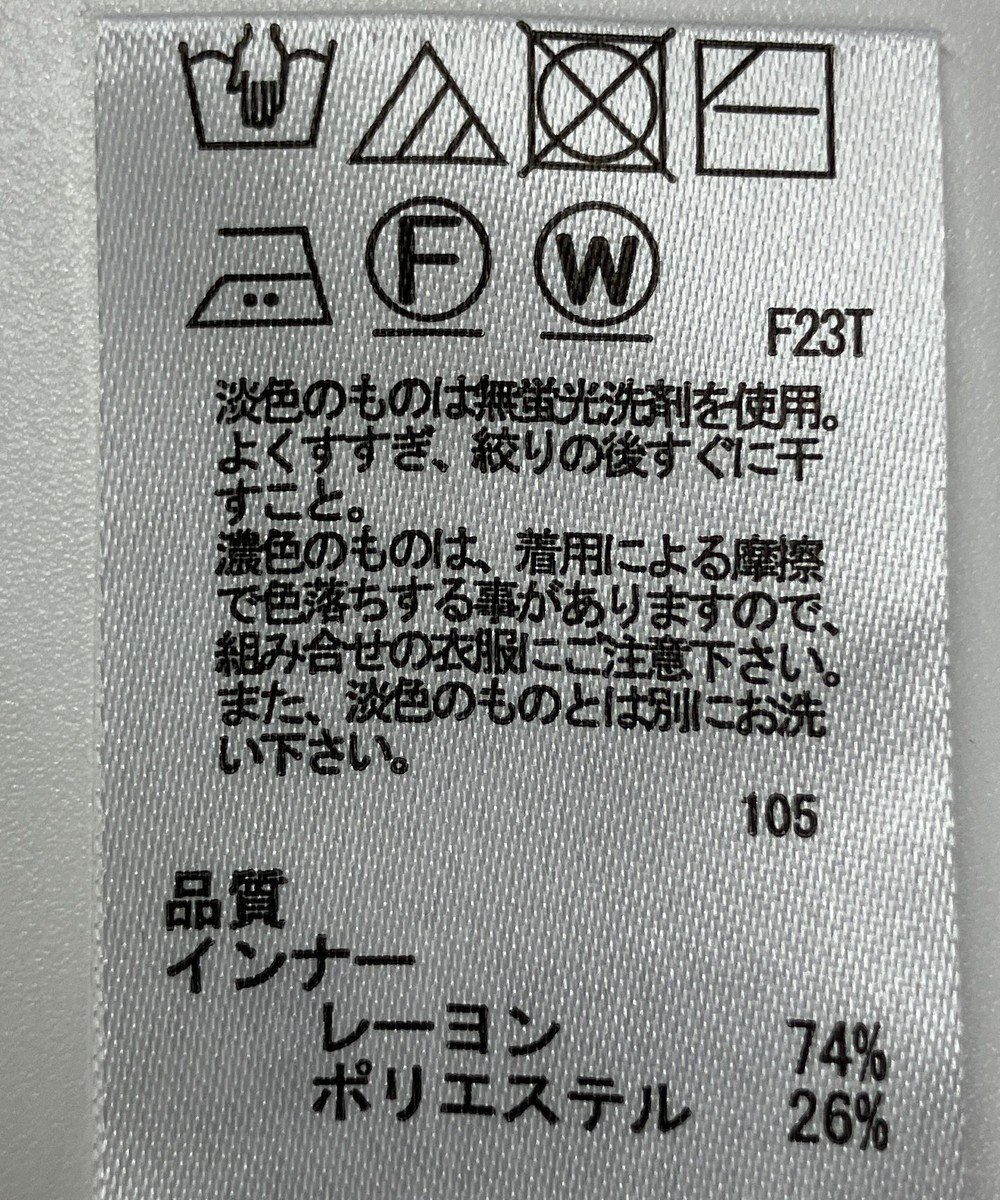 F
W
F23T
淡色のものは無蛍光洗剤を使用。
よくすすぎ、絞りの後すぐに干
すこと。
濃色のものは、着用による摩擦
で色落ちする事がありますので、
組み合せの衣服にご注意下さい。
また、淡色のものとは別にお洗
い下さい。
105
品質
インナー
レーヨン 74%
ポリエステル 26%